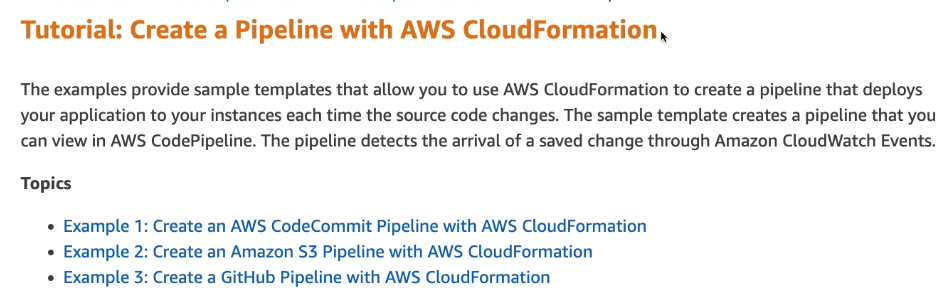 Tutorial: Create a Pipeline with AWS CloudFormation
The examples provide sample templates that allow you to use AWS CloudFormation to create a pipeline that deploys
your application to your instances each time the source code changes. The sample template creates a pipeline that you
can view in AWS CodePipeline. The pipeline detects the arrival of a saved change through Amazon CloudWatch Events.
Topics
• Example 1: Create an AWS CodeCommit Pipeline with AWS CloudFormation
• Example 2: Create an Amazon S3 Pipeline with AWS CloudFormation
• Example 3: Create a GitHub Pipeline with AWS CloudFormation